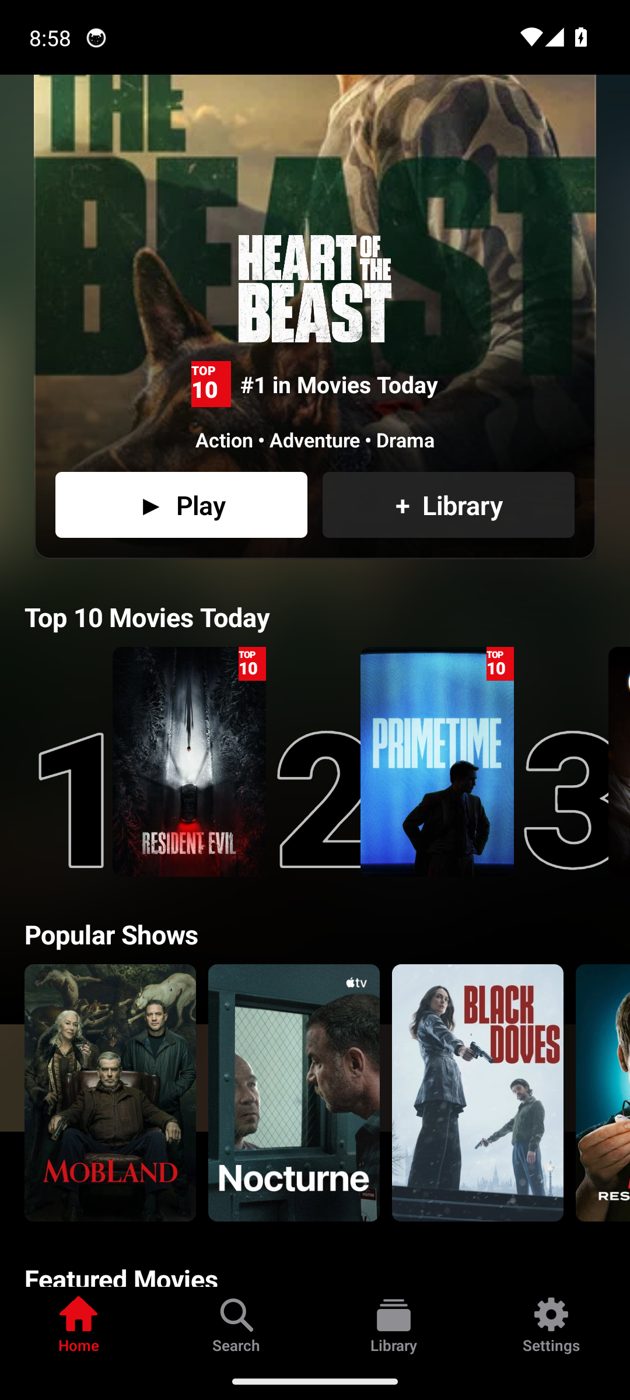 8:58
THE
BEAST
HEART OF THE
BEAST
TOP
10
#1 in Movies Today
Action • Adventure • Drama
Play
+ Library
Top 10 Movies Today
1
TOP
10
RESIDENT EVIL
2
TOP
10
PRIMETIME
3
Popular Shows
MOBLAND
tv
Nocturne
BLACK
DOVES
RES
Featured Movies
Home
Search
Library
Settings